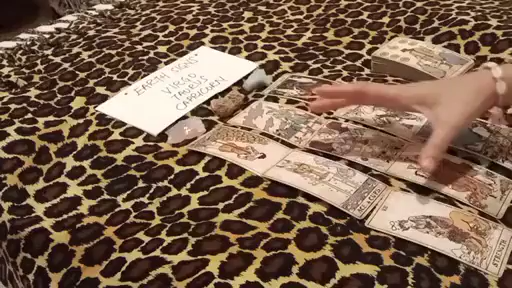 · EARTH SIGNS ·
VIRGO
TAURUS
CAPRICORN
STRENGTH